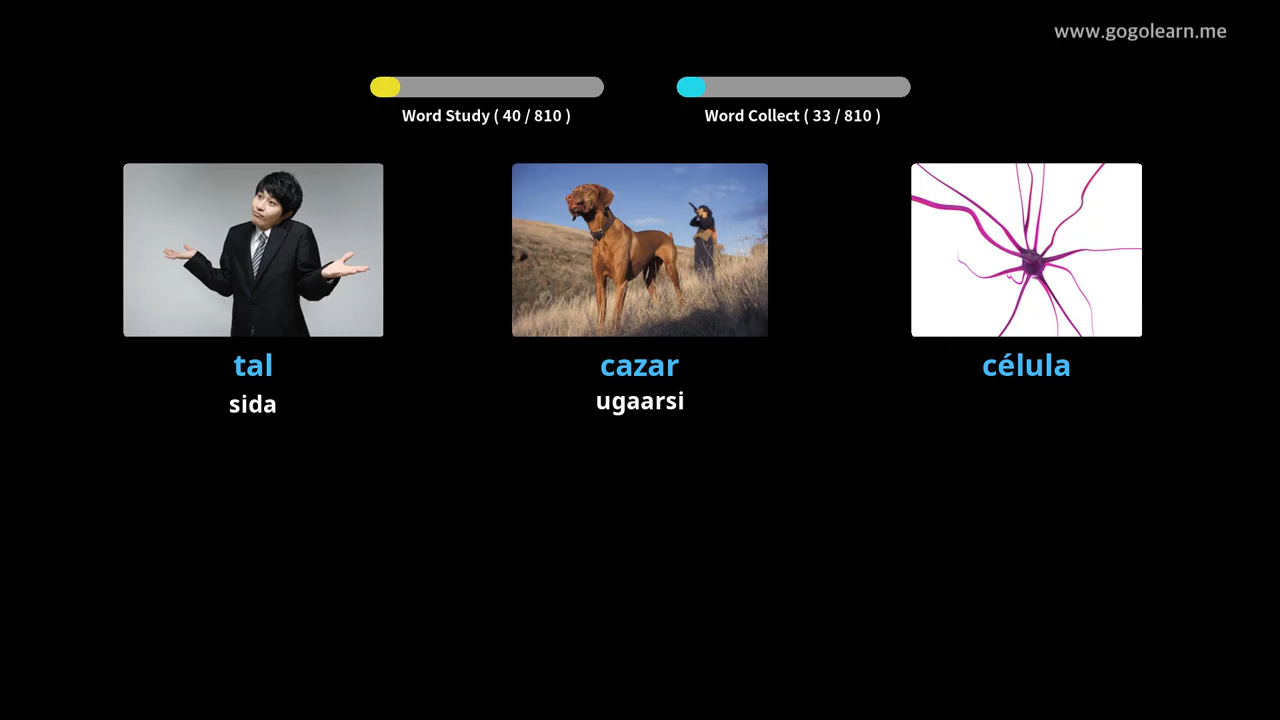 www.gogolearn.me
Word Study ( 40 / 810 )
Word Collect ( 33 / 810 )
tal
cazar
célula
sida
ugaarsi